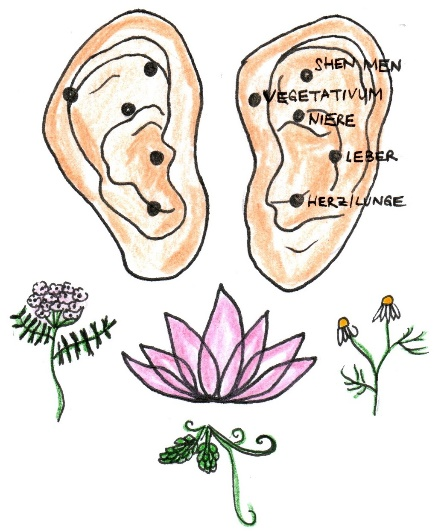 SHEN MEN
VEGETATIVUM
NIERE
LEBER
HERZ/LUNGE